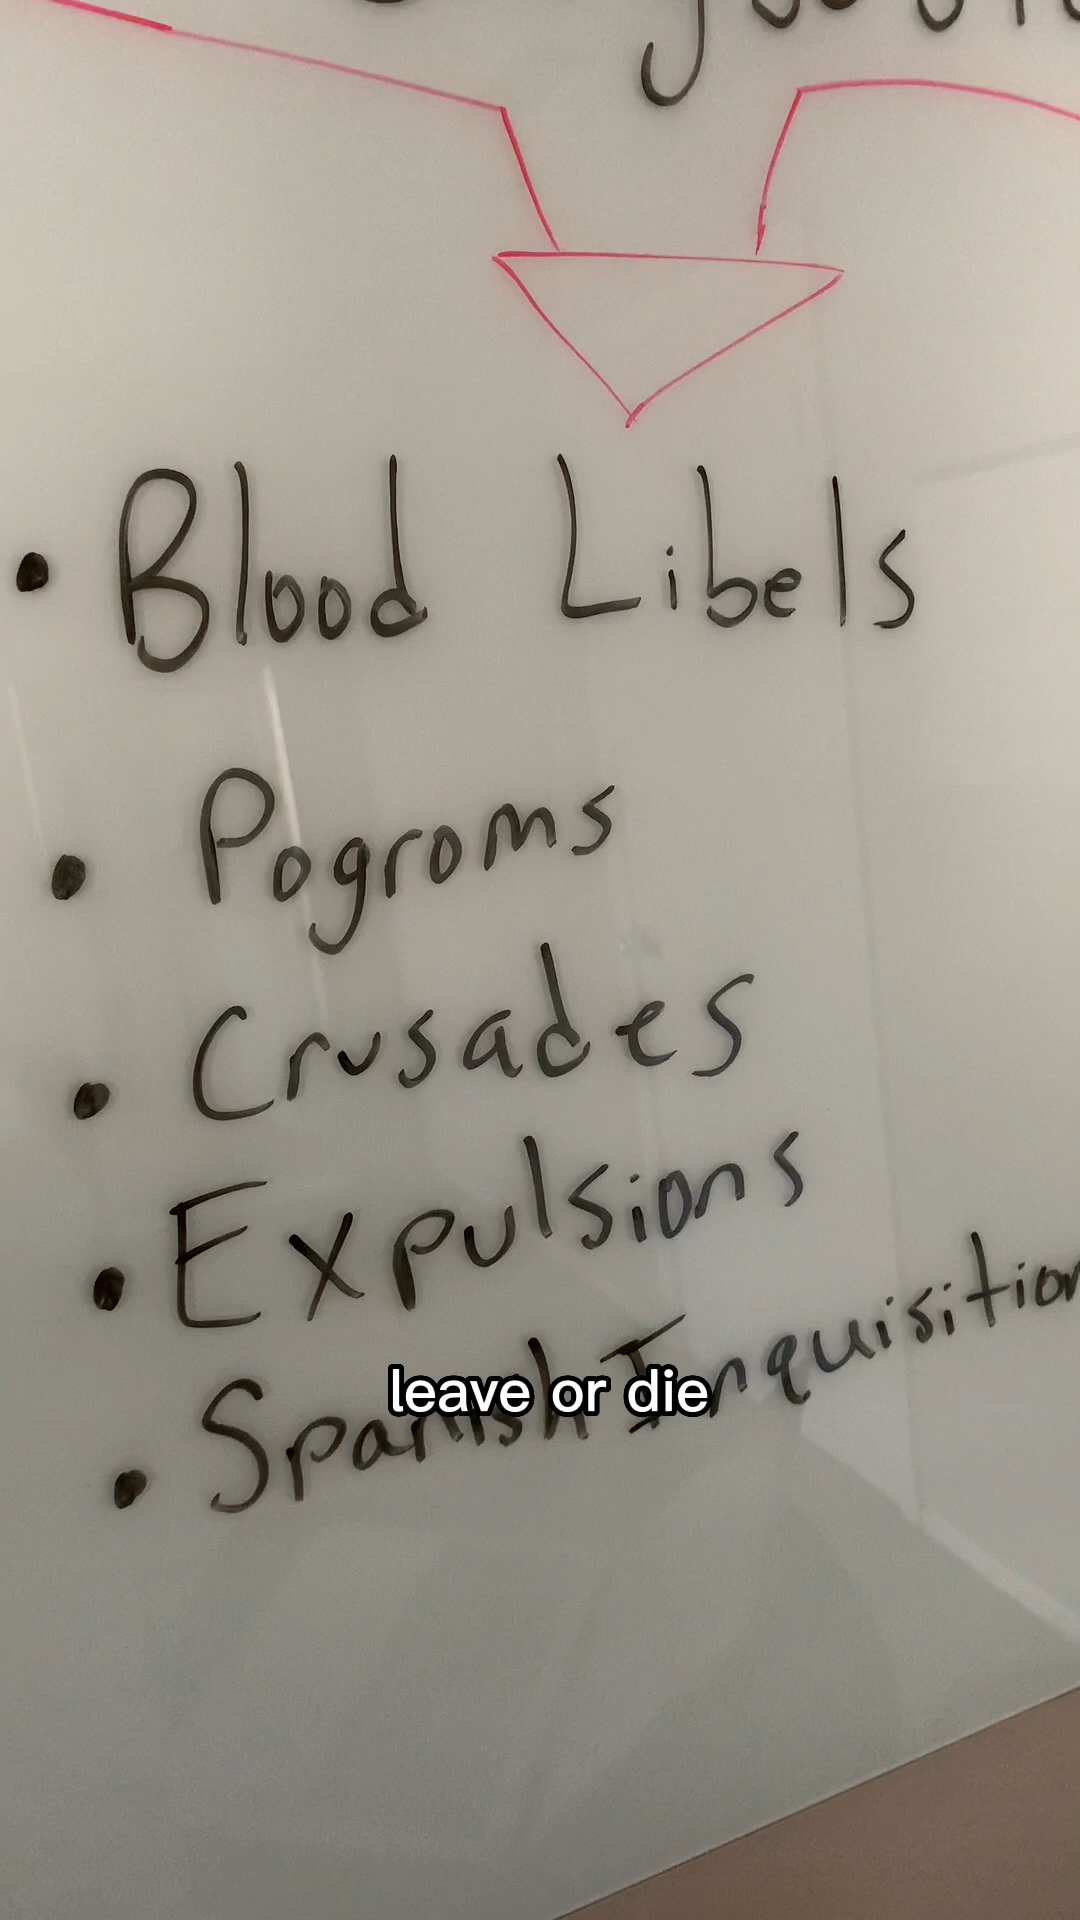 • Blood Libels
• Pogroms
• Crusades
• Expulsions
• Spanish Inquisition
leave or die